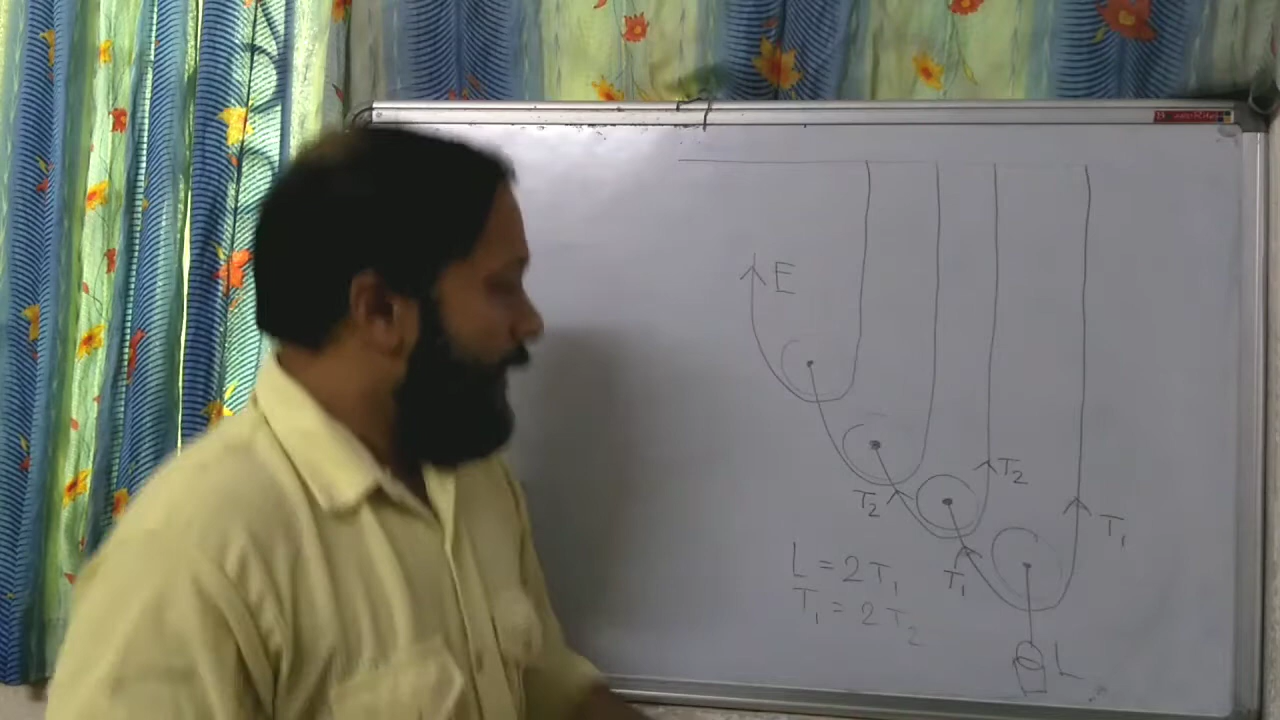 E
T₂
T₂
T₁
T₁
L = 2T₁
T₁ = 2T₂
L